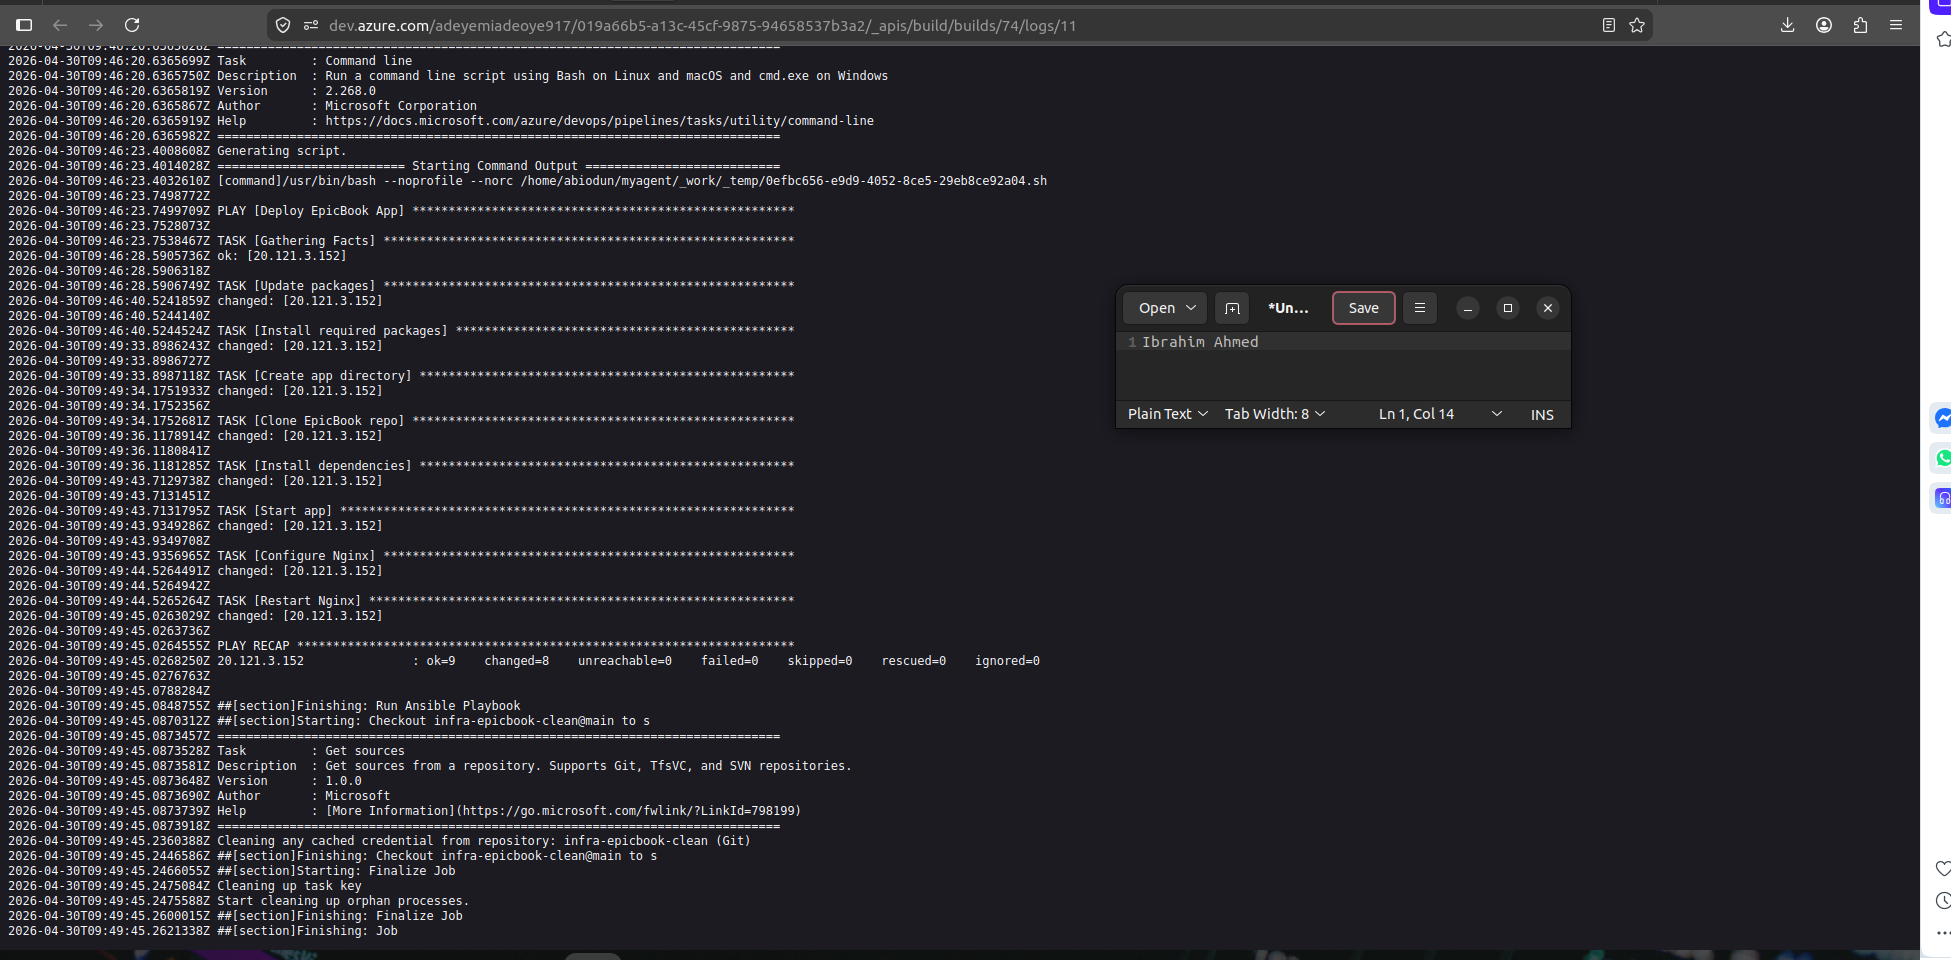 dev.azure.com/adeyemiadeoye917/019a66b5-a13c-45cf-9875-94658537b3a2/_apis/build/builds/74/logs/11
2026-04-30T09:46:20.6365628Z ==============================================================================
2026-04-30T09:46:20.6365699Z Task         : Command line
2026-04-30T09:46:20.6365750Z Description  : Run a command line script using Bash on Linux and macOS and cmd.exe on Windows
2026-04-30T09:46:20.6365819Z Version      : 2.268.0
2026-04-30T09:46:20.6365867Z Author       : Microsoft Corporation
2026-04-30T09:46:20.6365919Z Help         : https://docs.microsoft.com/azure/devops/pipelines/tasks/utility/command-line
2026-04-30T09:46:20.6365982Z ==============================================================================
2026-04-30T09:46:23.4008608Z Generating script.
2026-04-30T09:46:23.4014028Z ========================== Starting Command Output ===========================
2026-04-30T09:46:23.4032610Z [command]/usr/bin/bash --noprofile --norc /home/abiodun/myagent/_work/_temp/0efbc656-e9d9-4052-8ce5-29eb8ce92a04.sh
2026-04-30T09:46:23.7498772Z
2026-04-30T09:46:23.7499709Z PLAY [Deploy EpicBook App] *****************************************************
2026-04-30T09:46:23.7528073Z
2026-04-30T09:46:23.7538467Z TASK [Gathering Facts] *********************************************************
2026-04-30T09:46:28.5905736Z ok: [20.121.3.152]
2026-04-30T09:46:28.5906318Z
2026-04-30T09:46:28.5906749Z TASK [Update packages] *********************************************************
2026-04-30T09:46:40.5241859Z changed: [20.121.3.152]
2026-04-30T09:46:40.5244140Z
2026-04-30T09:46:40.5244524Z TASK [Install required packages] ***********************************************
2026-04-30T09:49:33.8986243Z changed: [20.121.3.152]
2026-04-30T09:49:33.8986727Z
2026-04-30T09:49:33.8987118Z TASK [Create app directory] ****************************************************
2026-04-30T09:49:34.1751933Z changed: [20.121.3.152]
2026-04-30T09:49:34.1752356Z
2026-04-30T09:49:34.1752681Z TASK [Clone EpicBook repo] *****************************************************
2026-04-30T09:49:36.1178914Z changed: [20.121.3.152]
2026-04-30T09:49:36.1180841Z
2026-04-30T09:49:36.1181285Z TASK [Install dependencies] ****************************************************
2026-04-30T09:49:43.7129738Z changed: [20.121.3.152]
2026-04-30T09:49:43.7131451Z
2026-04-30T09:49:43.7131795Z TASK [Start app] ***************************************************************
2026-04-30T09:49:43.9349286Z changed: [20.121.3.152]
2026-04-30T09:49:43.9349708Z
2026-04-30T09:49:43.9356965Z TASK [Configure Nginx] *********************************************************
2026-04-30T09:49:44.5264491Z changed: [20.121.3.152]
2026-04-30T09:49:44.5264942Z
2026-04-30T09:49:44.5265264Z TASK [Restart Nginx] ***********************************************************
2026-04-30T09:49:45.0263029Z changed: [20.121.3.152]
2026-04-30T09:49:45.0263736Z
2026-04-30T09:49:45.0264555Z PLAY RECAP *********************************************************************
2026-04-30T09:49:45.0268250Z 20.121.3.152               : ok=9    changed=8    unreachable=0    failed=0    skipped=0    rescued=0    ignored=0
2026-04-30T09:49:45.0276763Z
2026-04-30T09:49:45.0788284Z
2026-04-30T09:49:45.0848755Z ##[section]Finishing: Run Ansible Playbook
2026-04-30T09:49:45.0870312Z ##[section]Starting: Checkout infra-epicbook-clean@main to s
2026-04-30T09:49:45.0873457Z ==============================================================================
2026-04-30T09:49:45.0873528Z Task         : Get sources
2026-04-30T09:49:45.0873581Z Description  : Get sources from a repository. Supports Git, TfsVC, and SVN repositories.
2026-04-30T09:49:45.0873648Z Version      : 1.0.0
2026-04-30T09:49:45.0873690Z Author       : Microsoft
2026-04-30T09:49:45.0873739Z Help         : [More Information](https://go.microsoft.com/fwlink/?LinkId=798199)
2026-04-30T09:49:45.0873918Z ==============================================================================
2026-04-30T09:49:45.2360388Z Cleaning any cached credential from repository: infra-epicbook-clean (Git)
2026-04-30T09:49:45.2446586Z ##[section]Finishing: Checkout infra-epicbook-clean@main to s
2026-04-30T09:49:45.2466055Z ##[section]Starting: Finalize Job
2026-04-30T09:49:45.2475084Z Cleaning up task key
2026-04-30T09:49:45.2475588Z Start cleaning up orphan processes.
2026-04-30T09:49:45.2600015Z ##[section]Finishing: Finalize Job
2026-04-30T09:49:45.2621338Z ##[section]Finishing: Job
Open *Un... Save
1 Ibrahim Ahmed
Plain Text Tab Width: 8 Ln 1, Col 14 INS